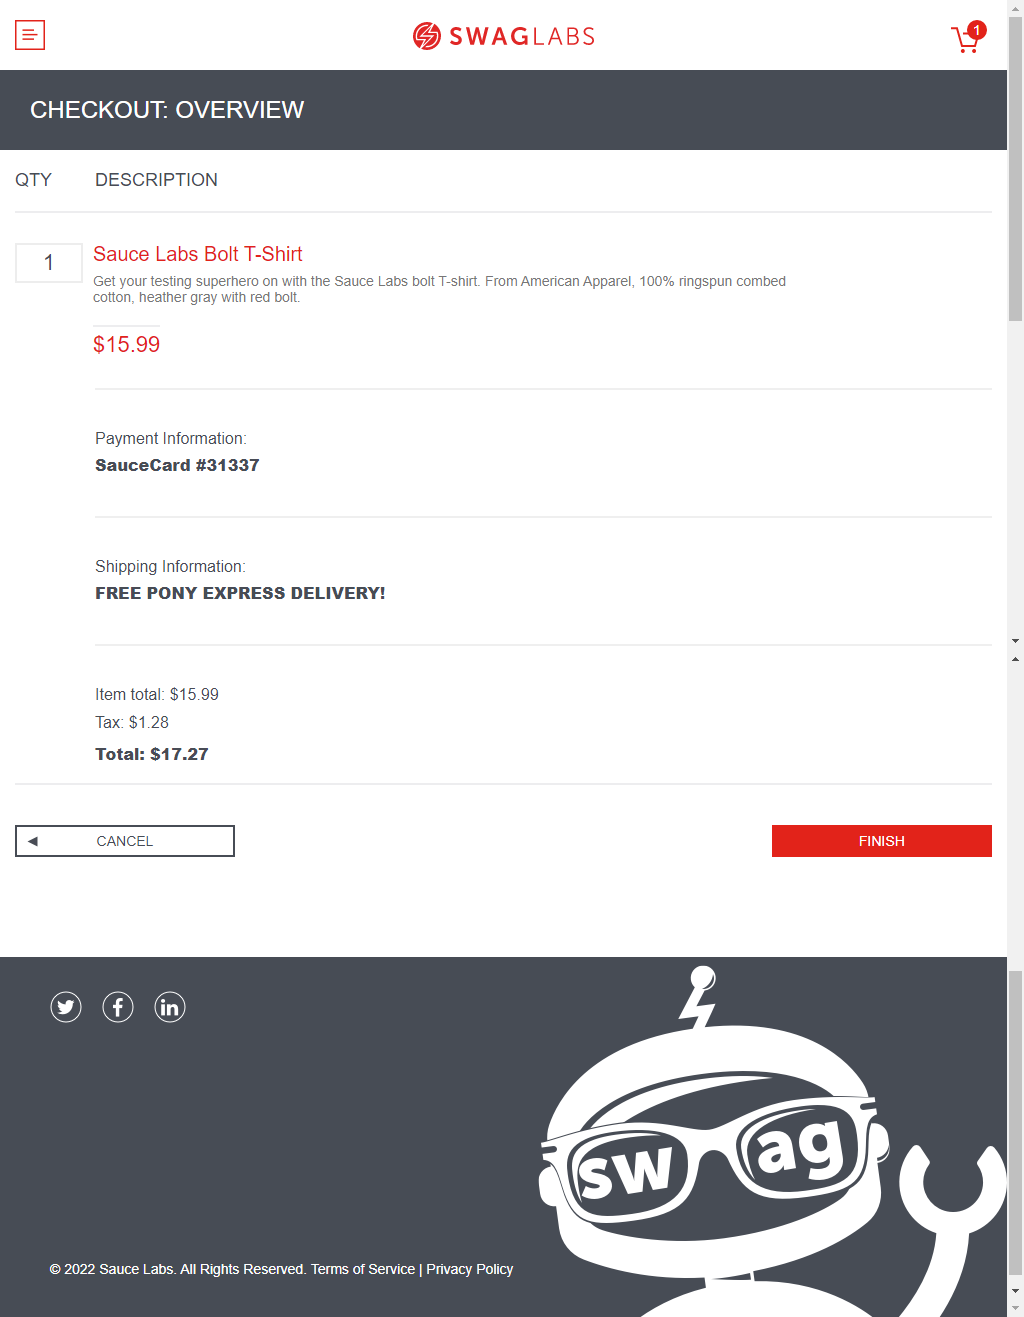 SWAGLABS
1
CHECKOUT: OVERVIEW
QTY DESCRIPTION
1
Sauce Labs Bolt T-Shirt
Get your testing superhero on with the Sauce Labs bolt T-shirt. From American Apparel, 100% ringspun combed
cotton, heather gray with red bolt.
$15.99
Payment Information:
SauceCard #31337
Shipping Information:
FREE PONY EXPRESS DELIVERY!
Item total: $15.99
Tax: $1.28
Total: $17.27
CANCEL
FINISH
swag
© 2022 Sauce Labs. All Rights Reserved. Terms of Service | Privacy Policy